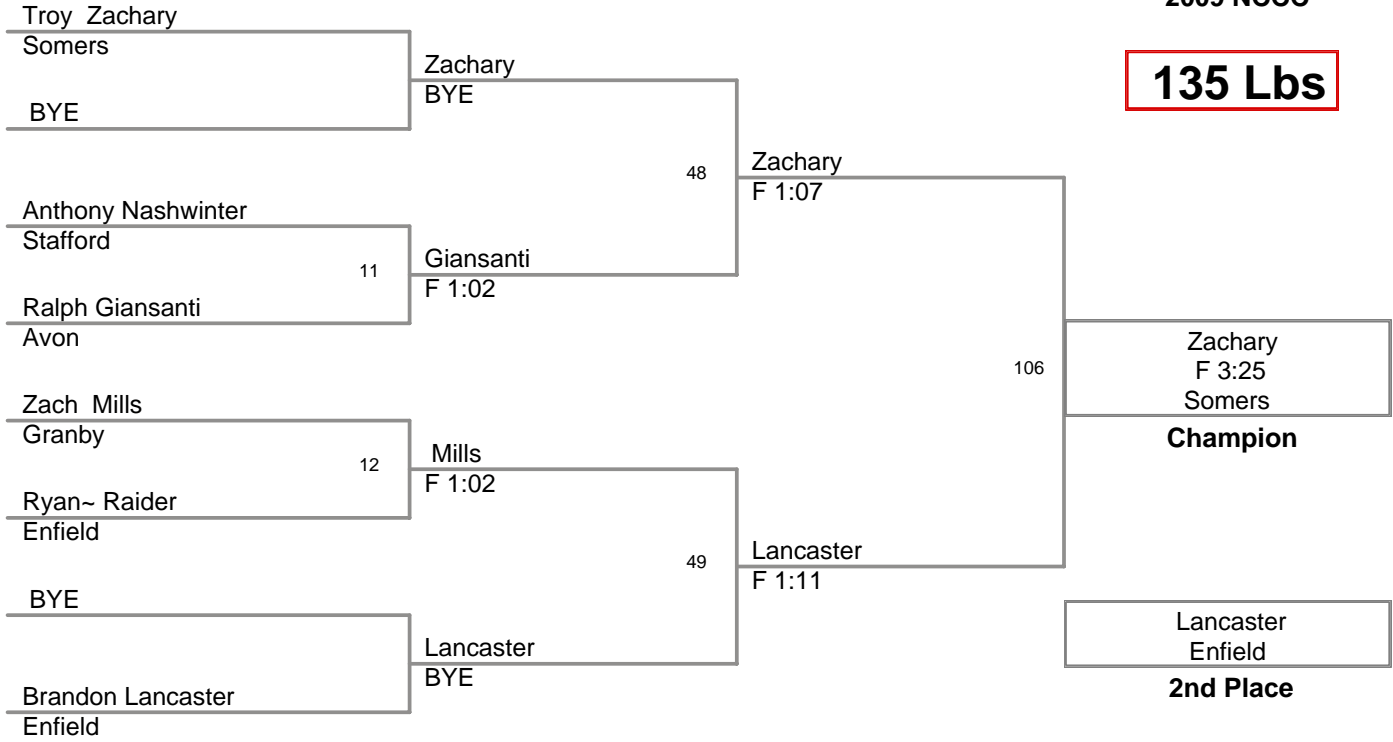 2009 NCCC
135 Lbs
Troy  Zachary
Somers
BYE
Anthony Nashwinter
Stafford
11
Ralph Giansanti
Avon
Zach  Mills
Granby
12
Ryan~ Raider
Enfield
BYE
Brandon Lancaster
Enfield
Zachary
BYE
48
Giansanti
F 1:02
Mills
F 1:02
49
Lancaster
BYE
Zachary
F 1:07
106
Lancaster
F 1:11
Zachary
F 3:25
Somers
Champion
Lancaster
Enfield
2nd Place